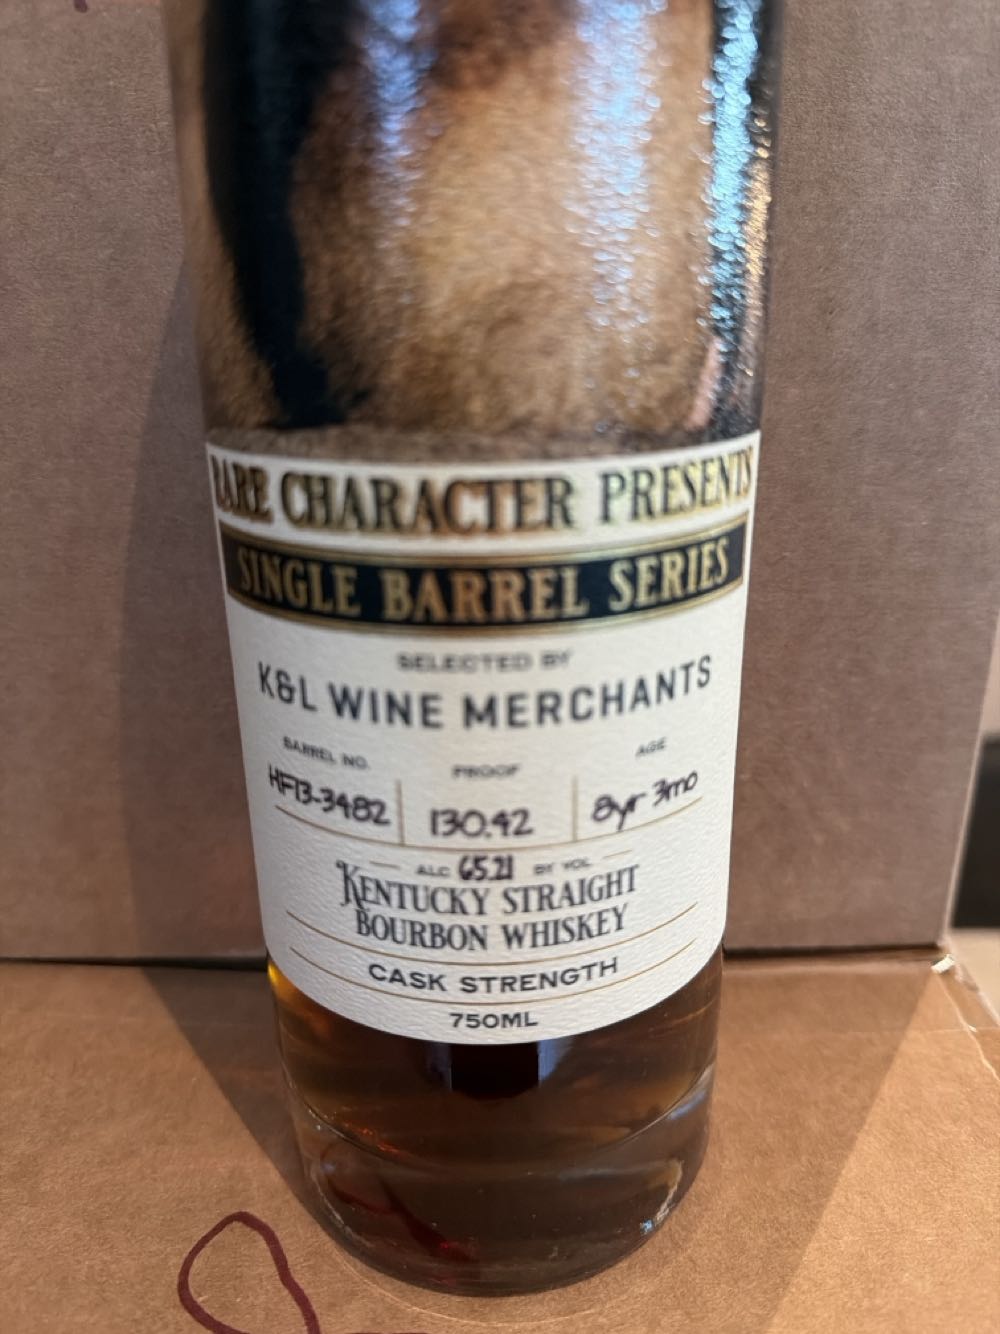 RARE CHARACTER PRESENTS
SINGLE BARREL SERIES
SELECTED BY
K&L WINE MERCHANTS
BARREL NO. PROOF AGE
HF13-3482 130.42 8yr 3mo
ALC 65.21 BY VOL
KENTUCKY STRAIGHT
BOURBON WHISKEY
CASK STRENGTH
750ML